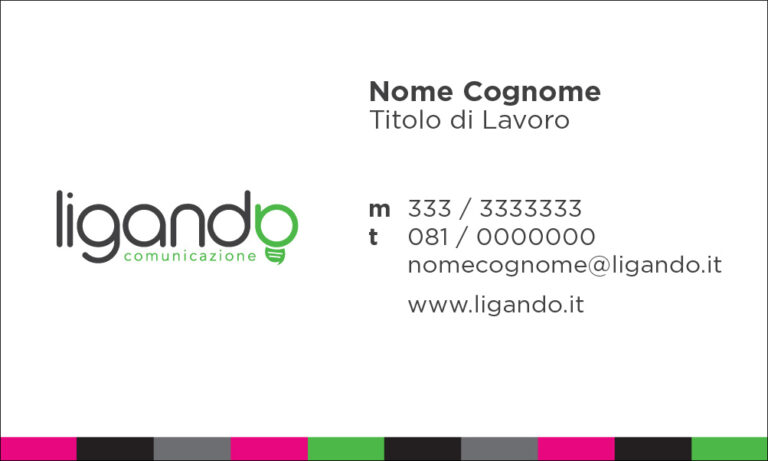 ligando
comunicazione
Nome Cognome
Titolo di Lavoro
m 333 / 3333333
t 081 / 0000000
nomecognome@ligando.it
www.ligando.it